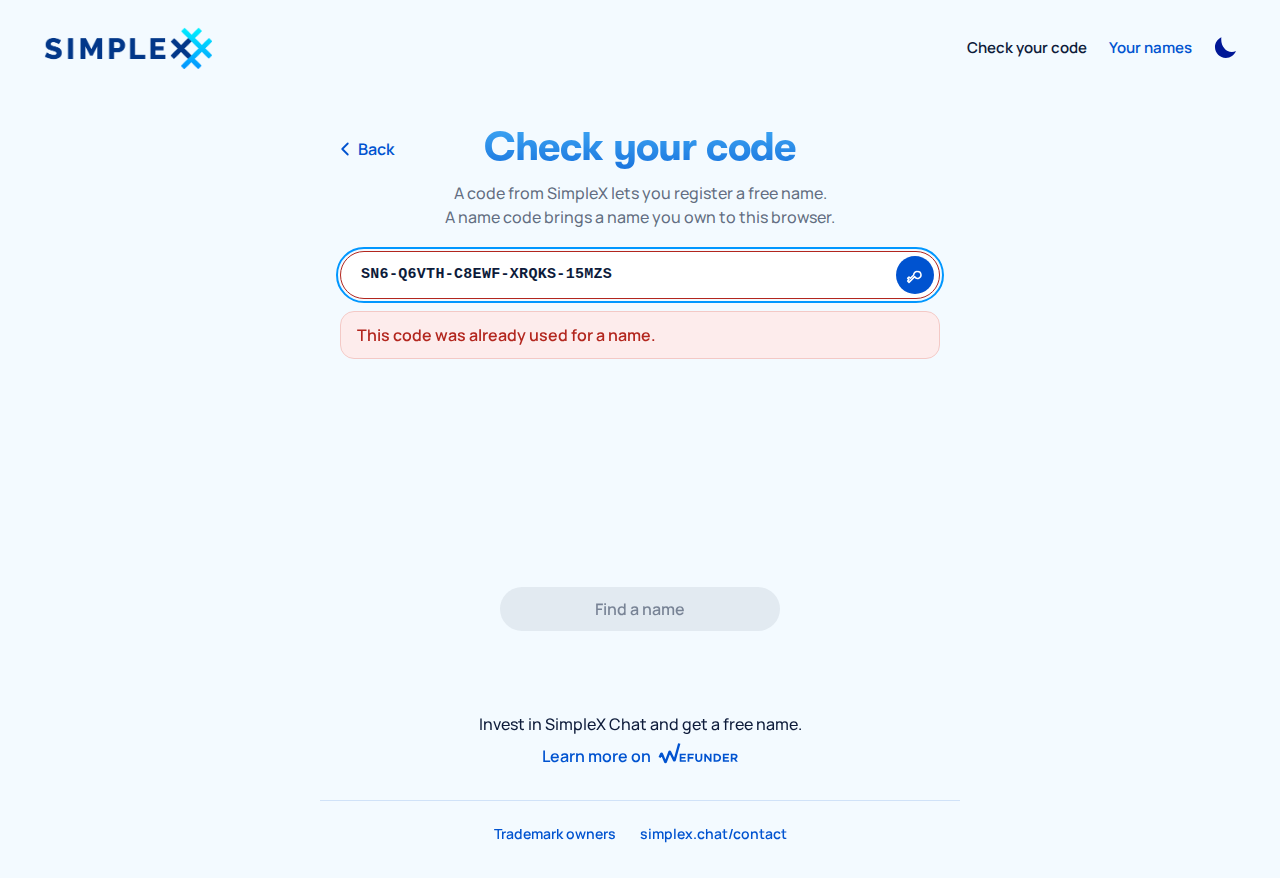 SIMPLEX
Check your code
Your names
Back
Check your code
A code from SimpleX lets you register a free name.
A name code brings a name you own to this browser.
SN6-Q6VTH-C8EWF-XRQKS-15MZS
This code was already used for a name.
Find a name
Invest in SimpleX Chat and get a free name.
Learn more on WEFUNDER
Trademark owners
simplex.chat/contact